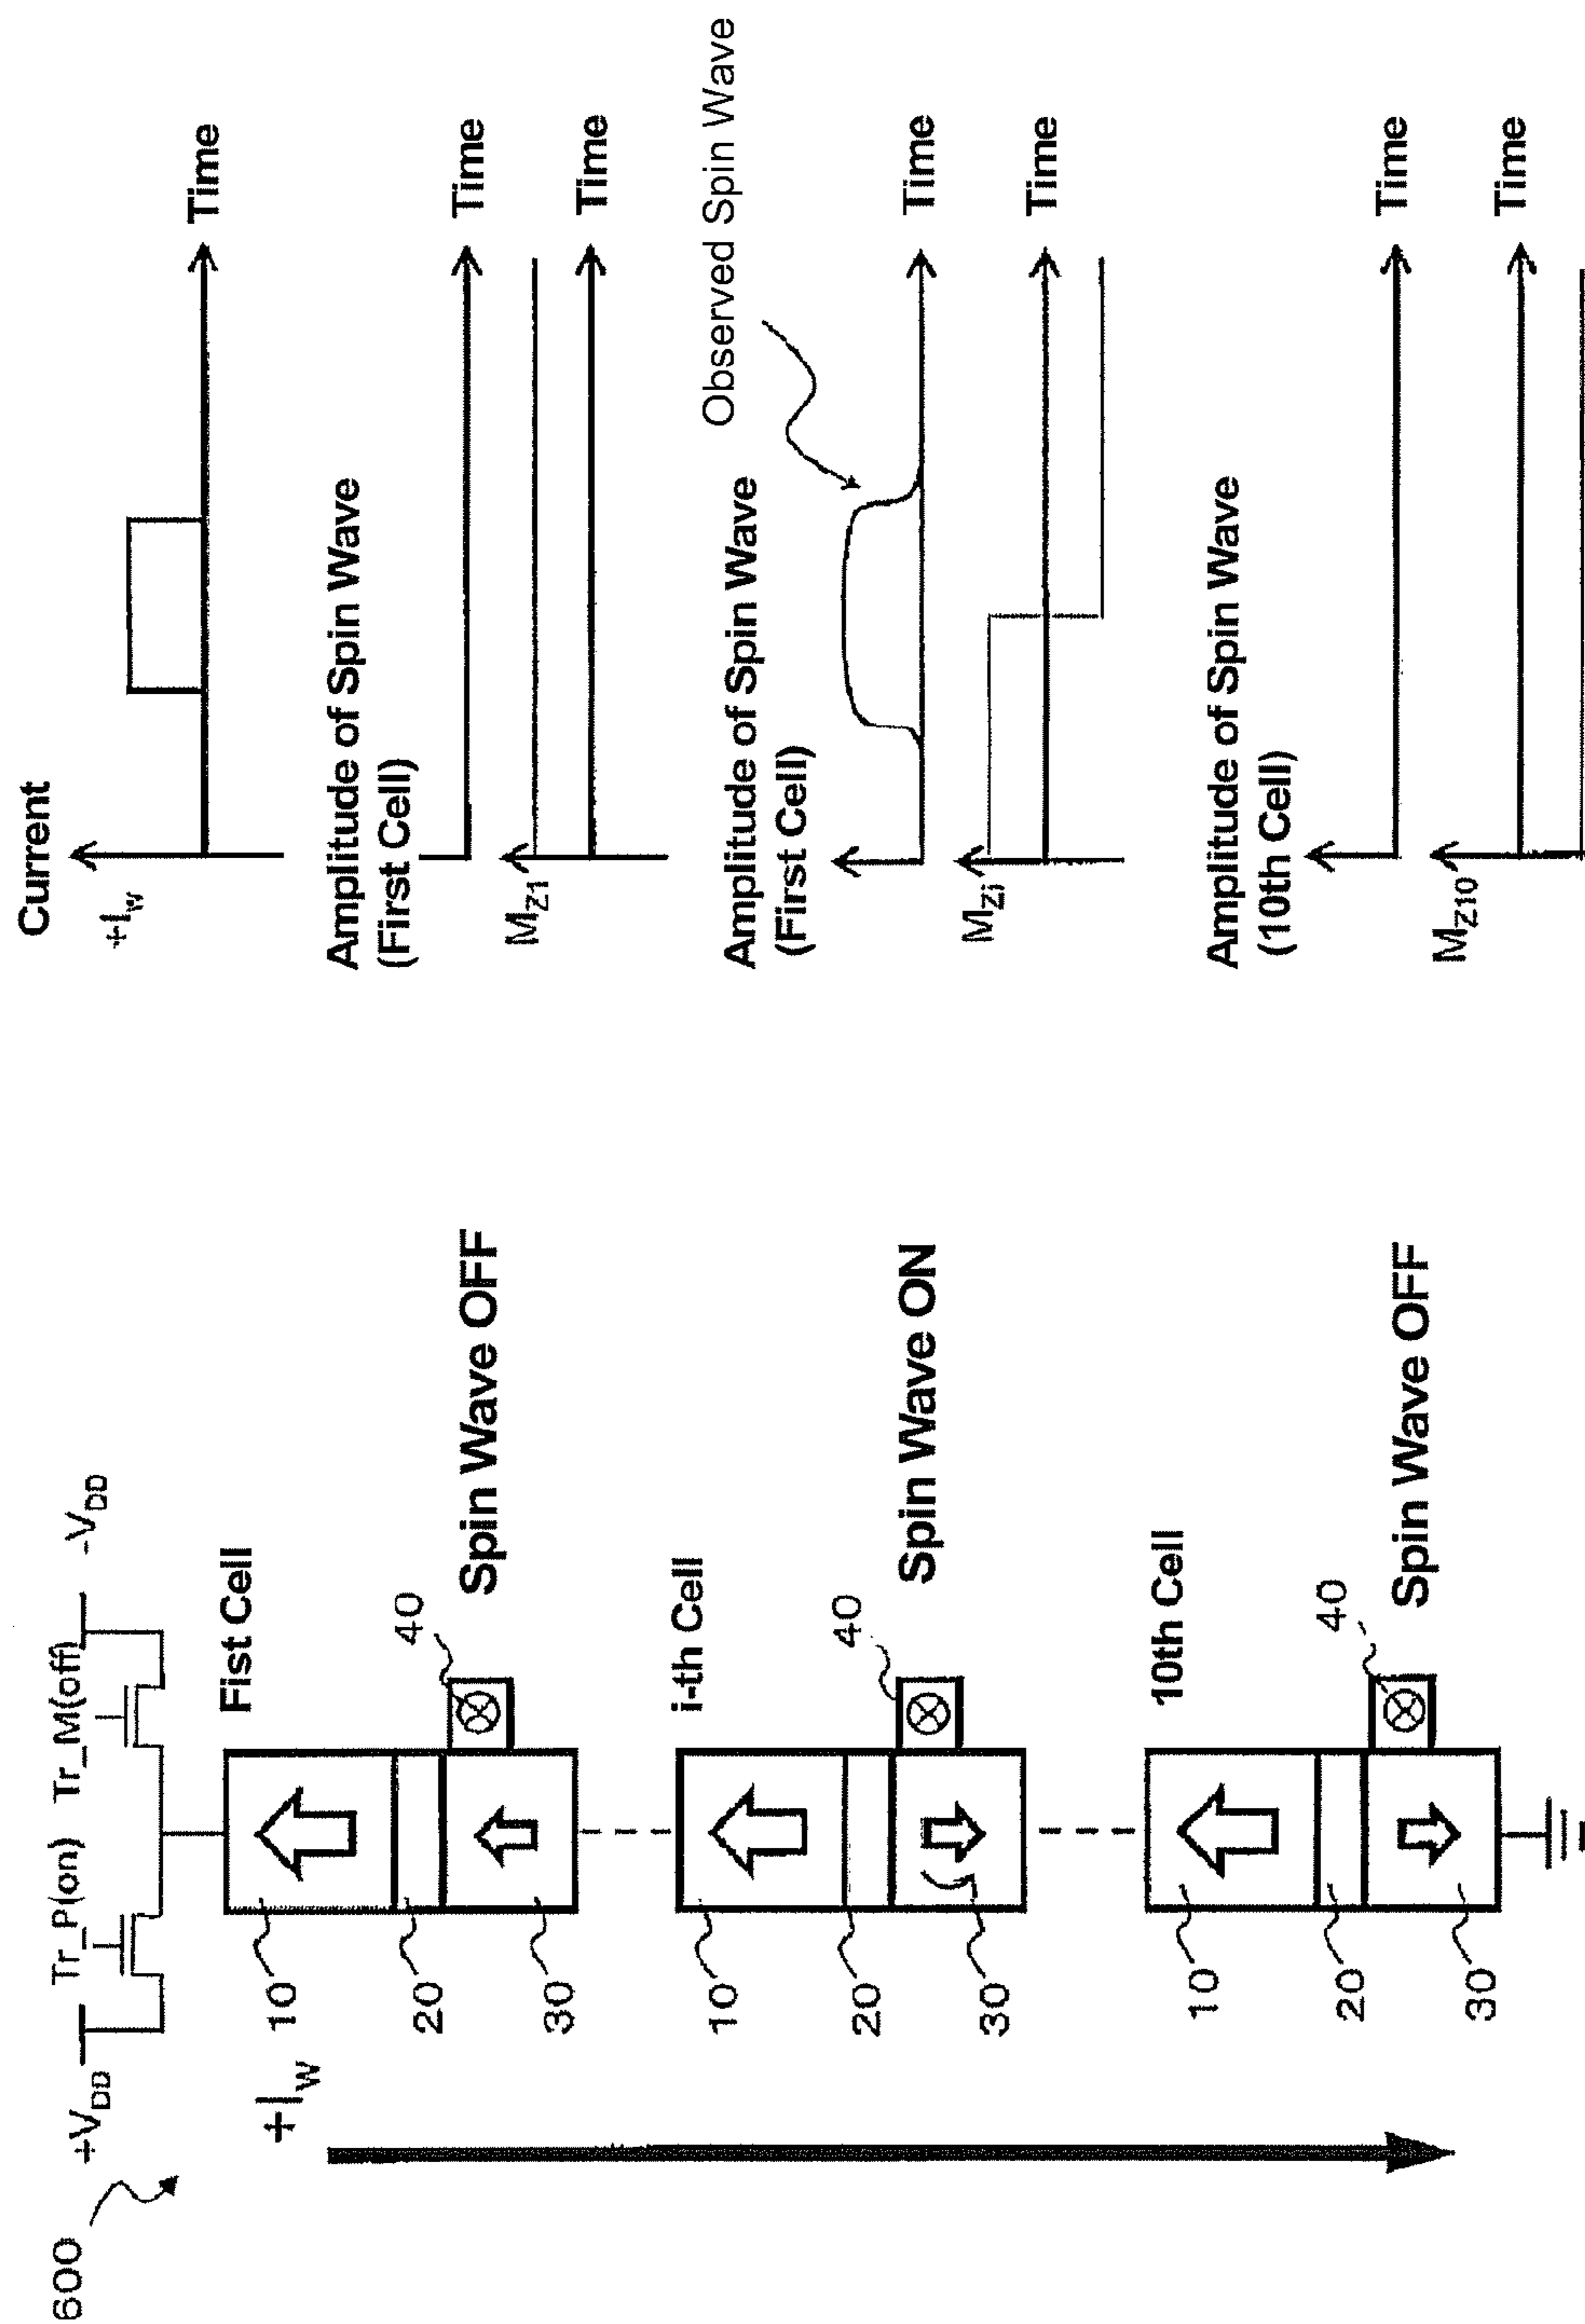 600
+V_DD
Tr_P(on)
Tr_M(off)
-V_DD
+I_W
Fist Cell
10
20
30
40
Spin Wave OFF
i-th Cell
10
20
30
40
Spin Wave ON
10th Cell
10
20
30
40
Spin Wave OFF
Current
+I_w
Time
Amplitude of Spin Wave
(First Cell)
Time
M_Z1
Time
Observed Spin Wave
Amplitude of Spin Wave
(First Cell)
Time
M_Zi
Time
Amplitude of Spin Wave
(10th Cell)
Time
M_Z10
Time